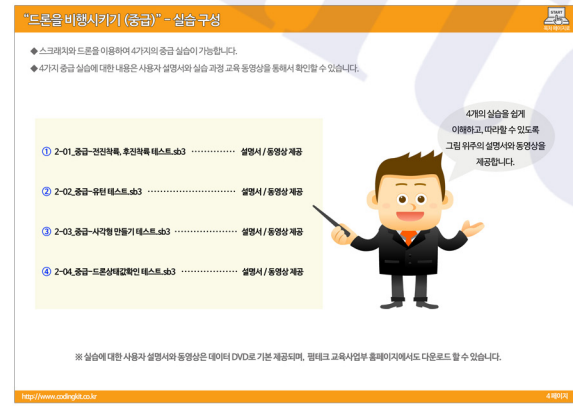 "드론을 비행시키기 (중급)" - 실습 구성
START
◆ 스크래치와 드론을 이용하여 4가지의 중급 실습이 가능합니다.
◆ 4가지 중급 실습에 대한 내용은 사용자 설명서와 실습 과정 교육 동영상을 통해서 확인할 수 있습니다.
4개의 실습을 쉽게
이해하고, 따라할 수 있도록
그림 위주의 설명서와 동영상을
제공합니다.
① 2-01_중급-전진착륙, 후진착륙 테스트.sb3 ·············· 설명서 / 동영상 제공
② 2-02_중급-유턴 테스트.sb3 ························· 설명서 / 동영상 제공
③ 2-03_중급-사각형 만들기 테스트.sb3 ················· 설명서 / 동영상 제공
④ 2-04_중급-드론상태값확인 테스트.sb3 ················· 설명서 / 동영상 제공
※ 실습에 대한 사용자 설명서와 동영상은 데이터 DVD로 기본 제공되며, 펌테크 교육사업부 홈페이지에서도 다운로드 할 수 있습니다.
http://www.codingkit.co.kr
4 페이지